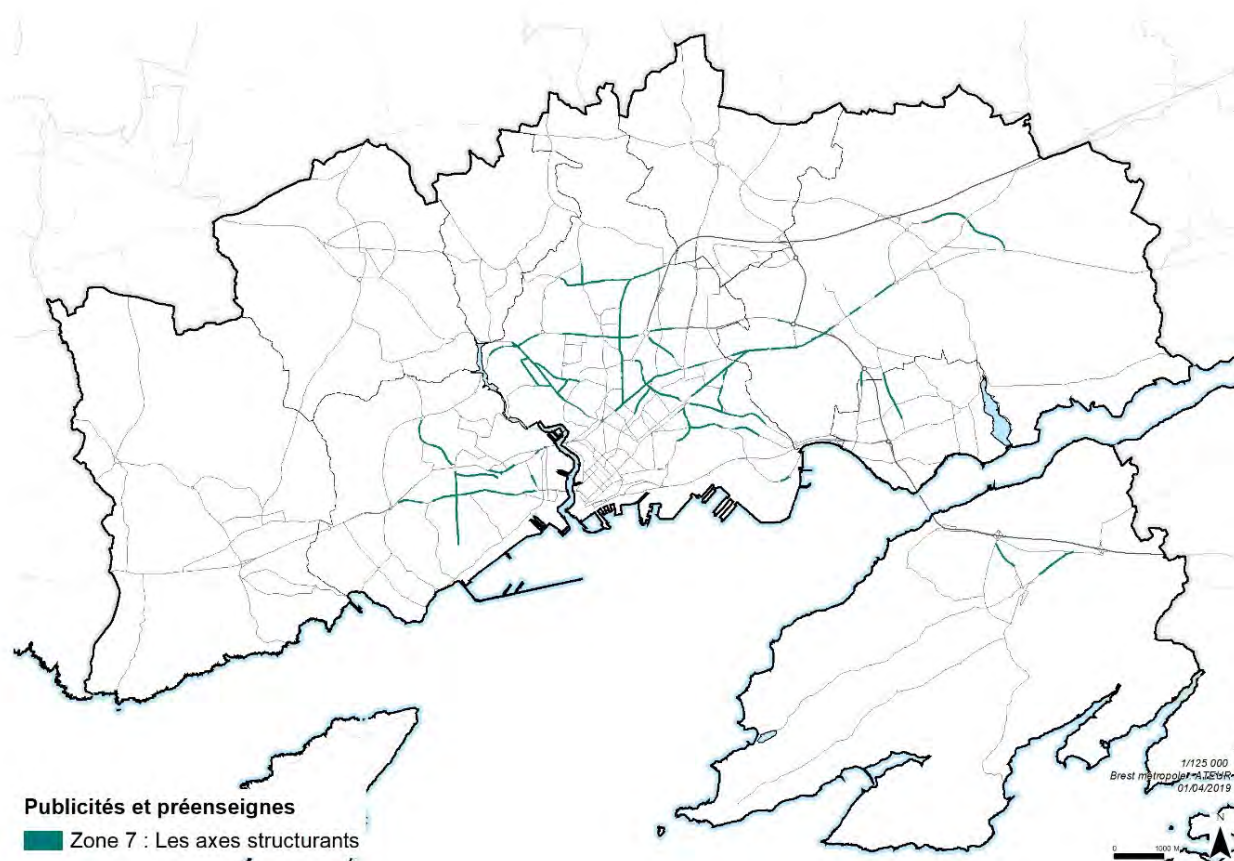 Publicités et préenseignes
Zone 7 : Les axes structurants
1/125 000
Brest métropole
01/04/2019
N
0 1000 M